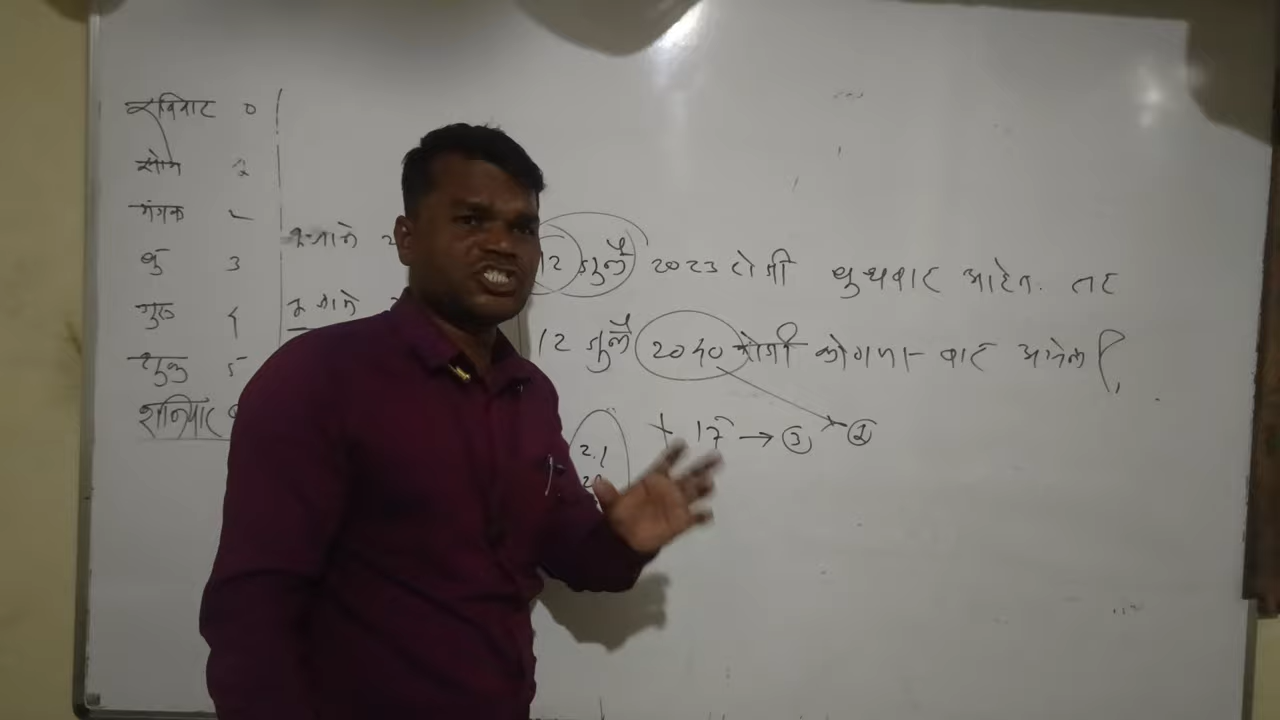 रविवार 0
सोम 1
मंगळ 2
बु 3
गुरु 4
शुक्र 5
शनिवार
12 जुलै 2023 रोजी बुधवार आहे. तर
12 जुलै 2040 रोजी कोणता वार असेल?
+ 17 → 3
2